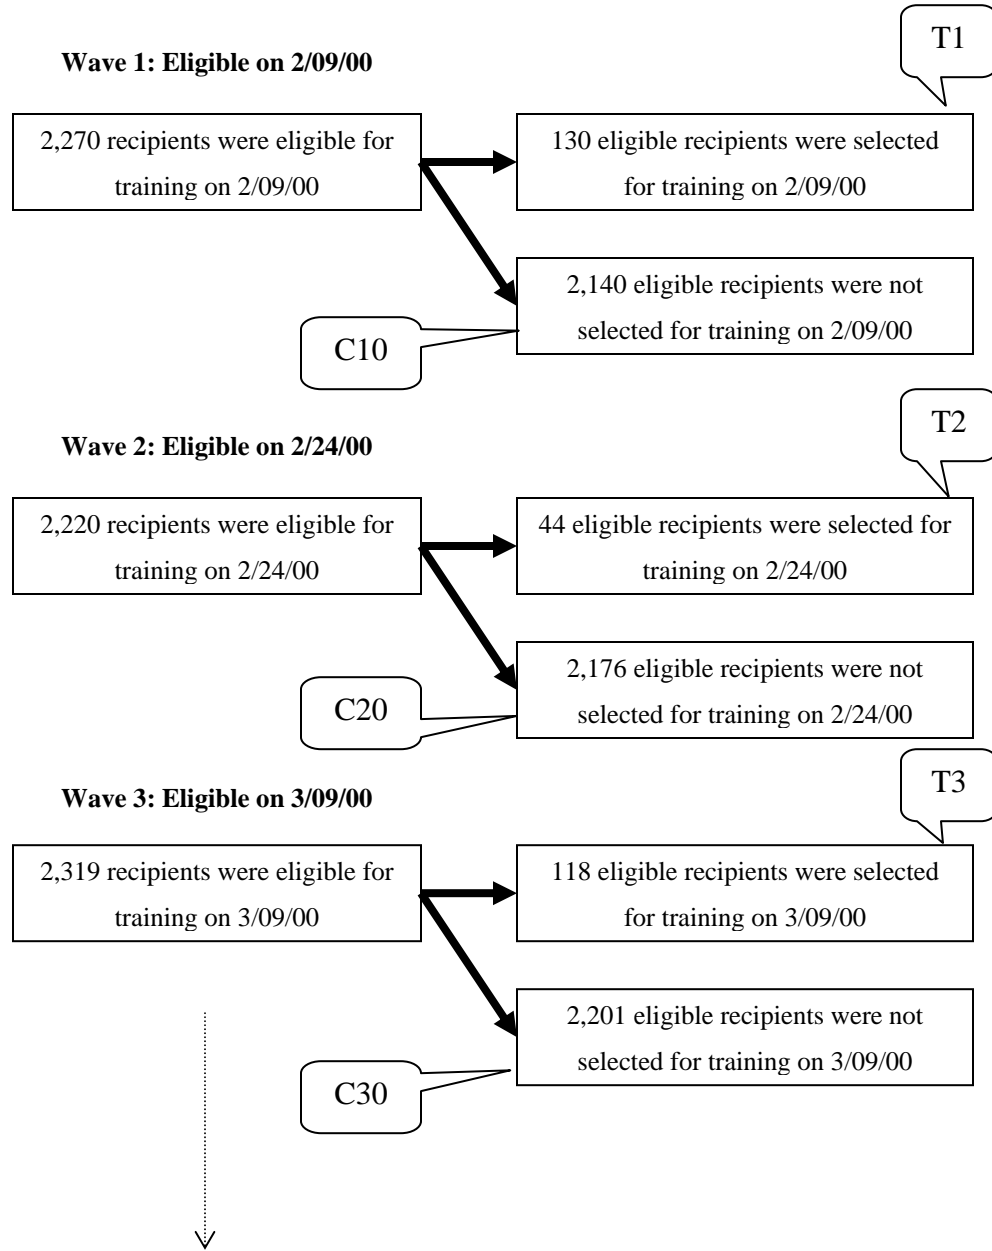 T1
Wave 1: Eligible on 2/09/00
2,270 recipients were eligible for
training on 2/09/00
130 eligible recipients were selected
for training on 2/09/00
2,140 eligible recipients were not
selected for training on 2/09/00
C10
T2
Wave 2: Eligible on 2/24/00
2,220 recipients were eligible for
training on 2/24/00
44 eligible recipients were selected for
training on 2/24/00
2,176 eligible recipients were not
selected for training on 2/24/00
C20
T3
Wave 3: Eligible on 3/09/00
2,319 recipients were eligible for
training on 3/09/00
118 eligible recipients were selected
for training on 3/09/00
2,201 eligible recipients were not
selected for training on 3/09/00
C30